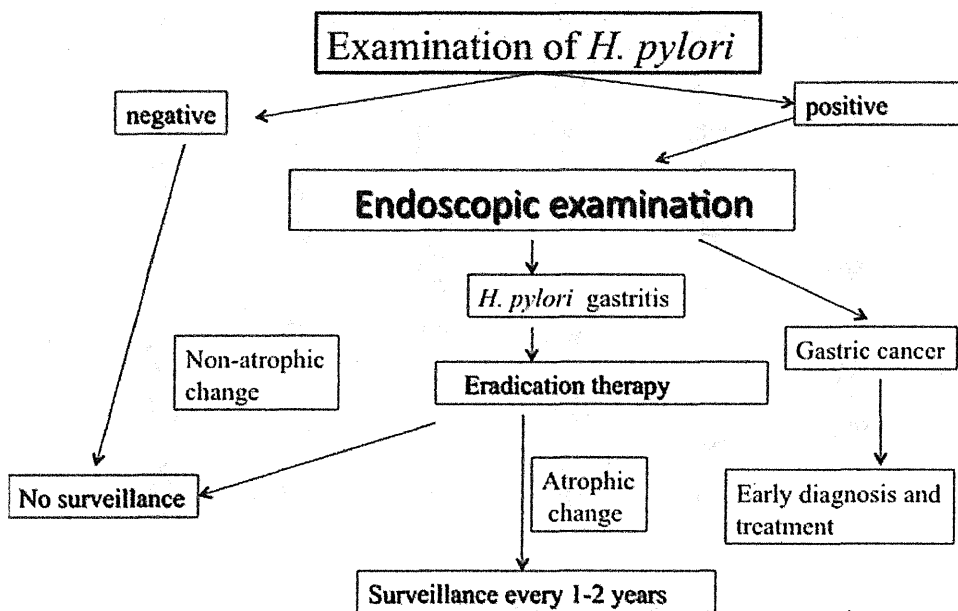 Examination of H. pylori
negative
positive
Endoscopic examination
H. pylori gastritis
Non-atrophic
change
Gastric cancer
Eradication therapy
No surveillance
Atrophic
change
Early diagnosis and
treatment
Surveillance every 1-2 years